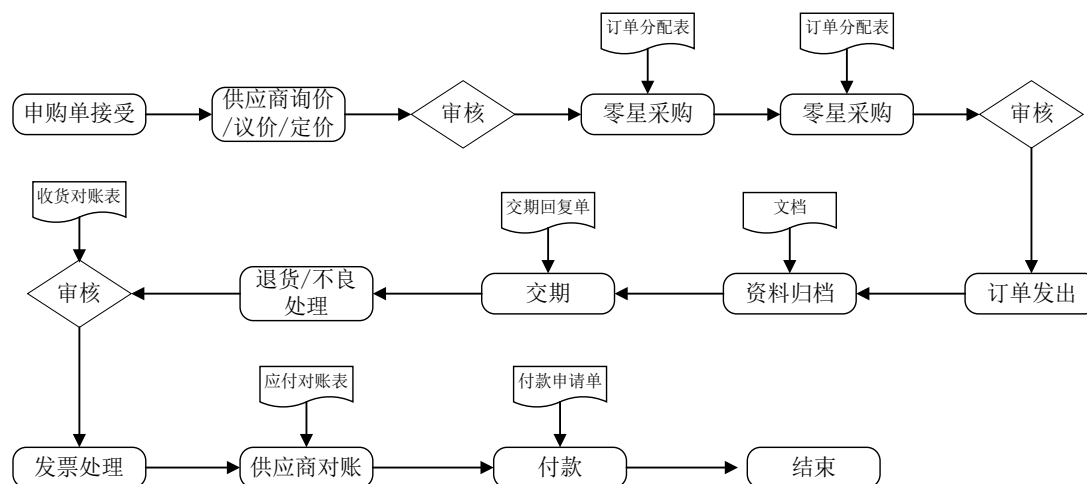 订单分配表
订单分配表
申购单接受
供应商询价
/议价/定价
审核
零星采购
零星采购
审核
收货对账表
交期回复单
文档
审核
退货/不良
处理
交期
资料归档
订单发出
应付对账表
付款申请单
发票处理
供应商对账
付款
结束